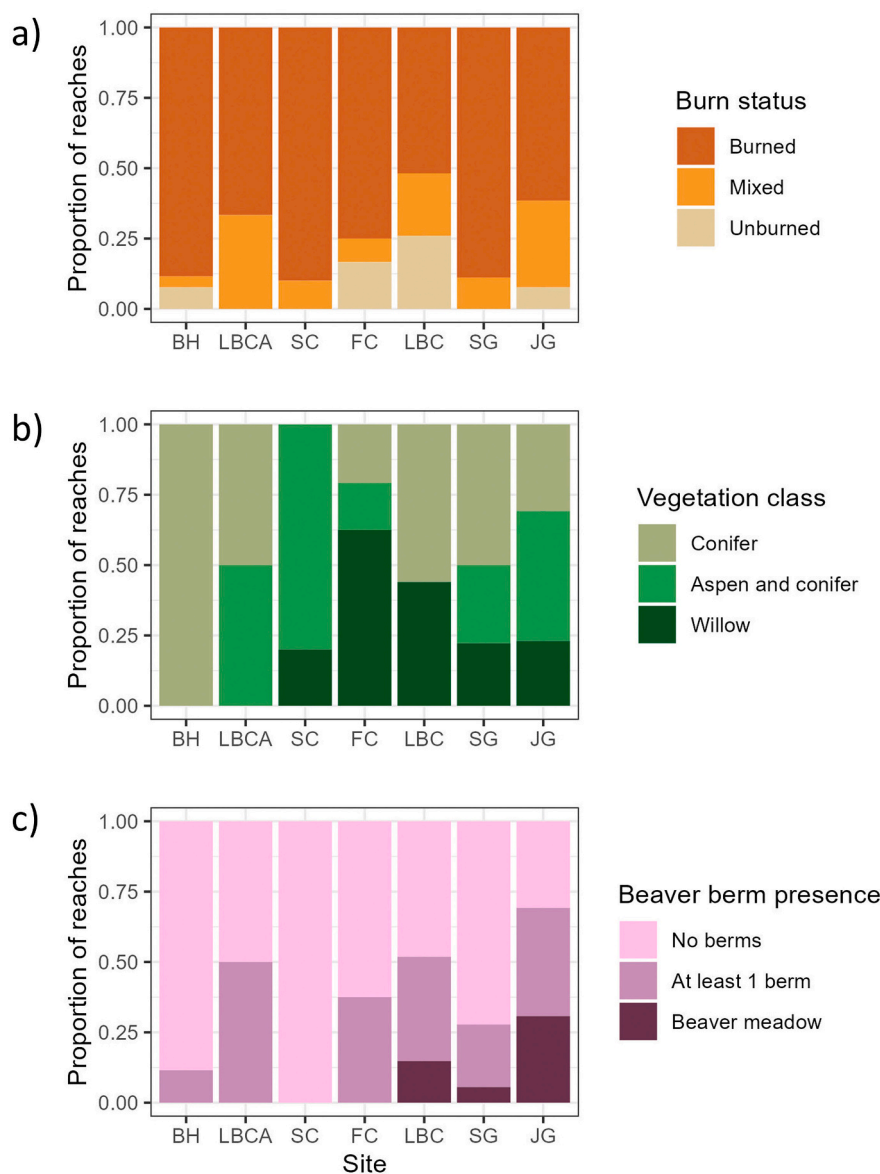 a)
Proportion of reaches
1.00
0.75
0.50
0.25
0.00
BH LBCA SC FC LBC SG JG
Burn status
Burned
Mixed
Unburned
b)
Proportion of reaches
1.00
0.75
0.50
0.25
0.00
BH LBCA SC FC LBC SG JG
Vegetation class
Conifer
Aspen and conifer
Willow
c)
Proportion of reaches
1.00
0.75
0.50
0.25
0.00
BH LBCA SC FC LBC SG JG
Site
Beaver berm presence
No berms
At least 1 berm
Beaver meadow